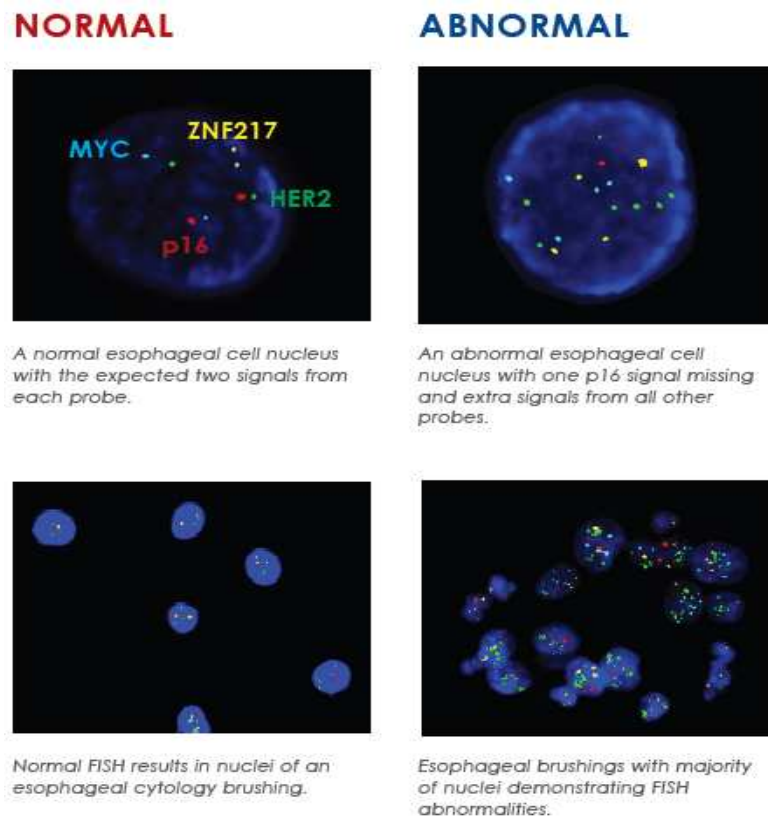 NORMAL
ABNORMAL
ZNF217
MYC
HER2
p16
A normal esophageal cell nucleus
with the expected two signals from
each probe.
An abnormal esophageal cell
nucleus with one p16 signal missing
and extra signals from all other
probes.
Normal FISH results in nuclei of an
esophageal cytology brushing.
Esophageal brushings with majority
of nuclei demonstrating FISH
abnormalities.